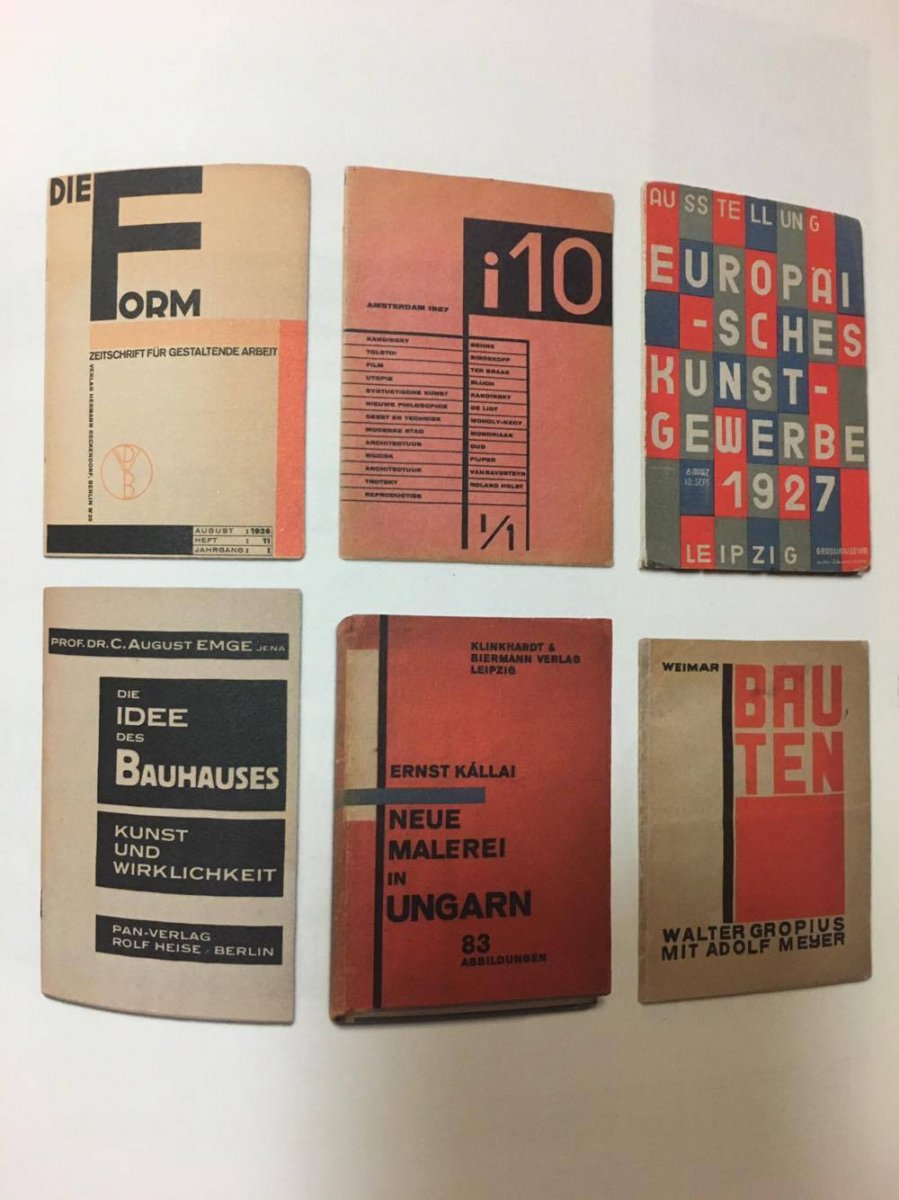 DIE
FORM
ZEITSCHRIFT FÜR GESTALTENDE ARBEIT
VERLAG HERMANN RECKENDORF, BERLIN W35
AUGUST : 1926
HEFT : 11
JAHRGANG : I
i10
AMSTERDAM 1927
KANDINSKY
TOLSTOI
FILM
UTOPIE
SYNTHETISCHE KUNST
NIEUWE PHILOSOPHIE
GEEST EN TECHNIEK
MODERNE STAD
ARCHITECTUUR
MUZIEK
ARCHITECTUUR
TROTSKY
REPRODUCTIES
BEHNE
BIROEKOFF
TER BRAAK
BLIJCH
KANDINSKY
DE LIGT
MOHOLY-NAGY
MONDRIAAN
OUD
PIJPER
VAN RAVESTEYN
ROLAND HOLST
1/1
AUSSTELLUNG
EUROPÄI
-SCHES
KUNST-
GEWERBE
6. MÄRZ
10. SEPT.
1927
LEIPZIG GRASSIMUSEUM
PROF. DR. C. AUGUST EMGE JENA
DIE
IDEE
DES
BAUHAUSES
KUNST
UND
WIRKLICHKEIT
PAN-VERLAG
ROLF HEISE / BERLIN
KLINKHARDT &
BIERMANN VERLAG
LEIPZIG
ERNST KÁLLAI
NEUE
MALEREI
IN
UNGARN
83
ABBILDUNGEN
WEIMAR
BAU
TEN
WALTER GROPIUS
MIT ADOLF MEYER